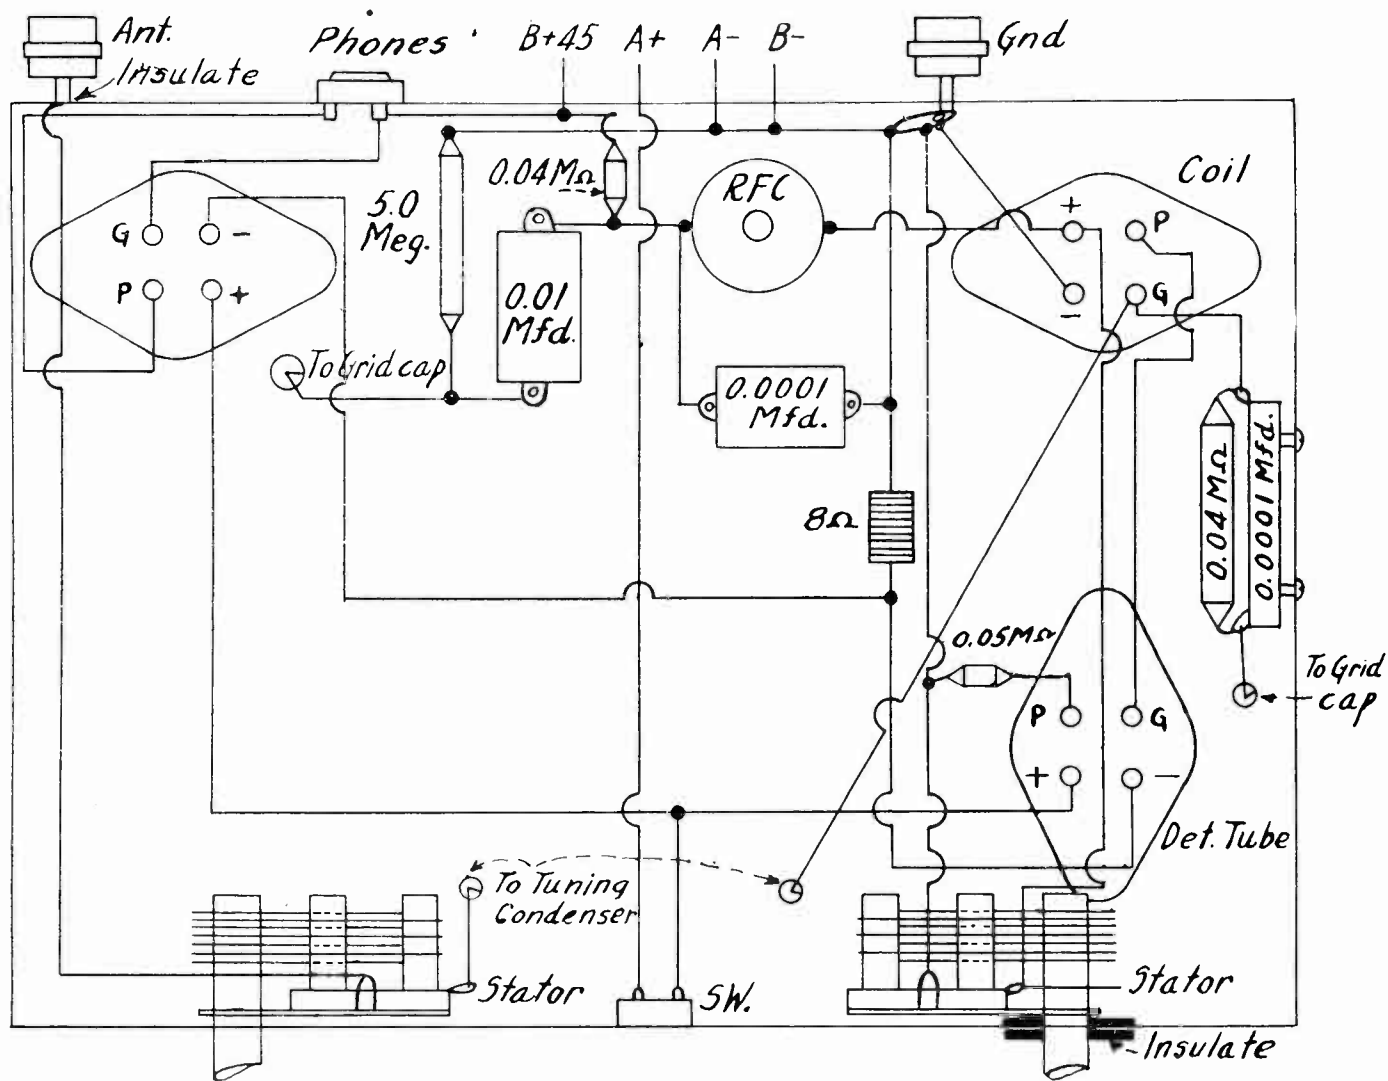 Ant.
Insulate
Phones
B+45
A+
A-
B-
Gnd
Coil
RFC
0.04MΩ
5.0
Meg.
0.01
Mfd.
G
-
P
+
+
P
-
G
To Grid cap
0.0001
Mfd.
8Ω
0.04 MΩ
0.0001 Mfd.
0.05MΩ
To Grid
cap
P
G
+
-
Det. Tube
To Tuning
Condenser
Stator
SW.
Stator
Insulate